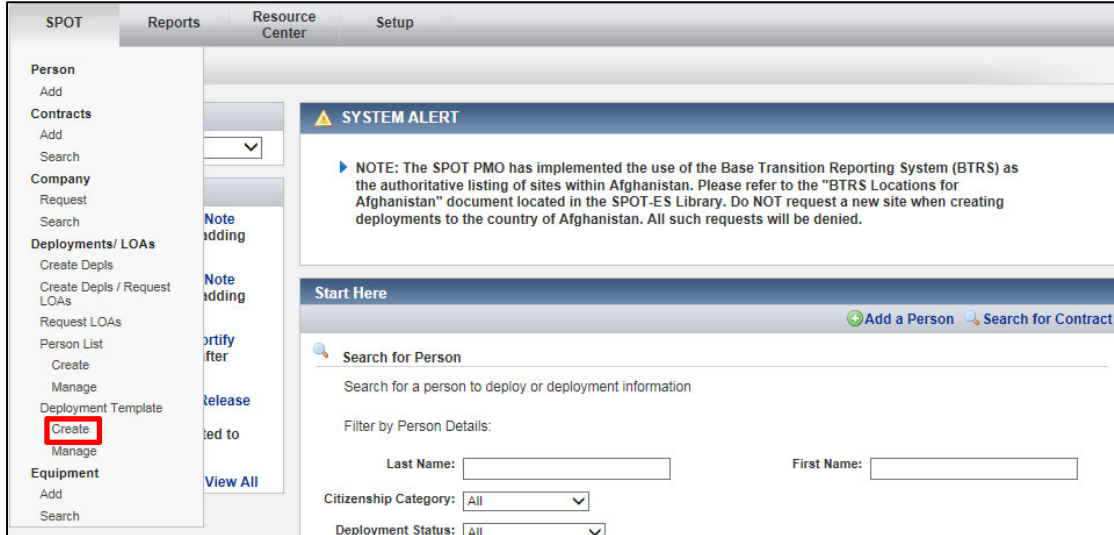 SPOT
Reports
Resource
Center
Setup
Person
Add
Contracts
Add
Search
Company
Request
Search
Deployments/ LOAs
Create Depls
Create Depls / Request
LOAs
Request LOAs
Person List
Create
Manage
Deployment Template
Create
Manage
Equipment
Add
Search
Note
adding
Note
adding
ortify
fter
Release
ted to
View All
SYSTEM ALERT
NOTE: The SPOT PMO has implemented the use of the Base Transition Reporting System (BTRS) as
the authoritative listing of sites within Afghanistan. Please refer to the "BTRS Locations for
Afghanistan" document located in the SPOT-ES Library. Do NOT request a new site when creating
deployments to the country of Afghanistan. All such requests will be denied.
Start Here
Add a Person Search for Contract
Search for Person
Search for a person to deploy or deployment information
Filter by Person Details:
Last Name: First Name:
Citizenship Category: All
Deployment Status: All